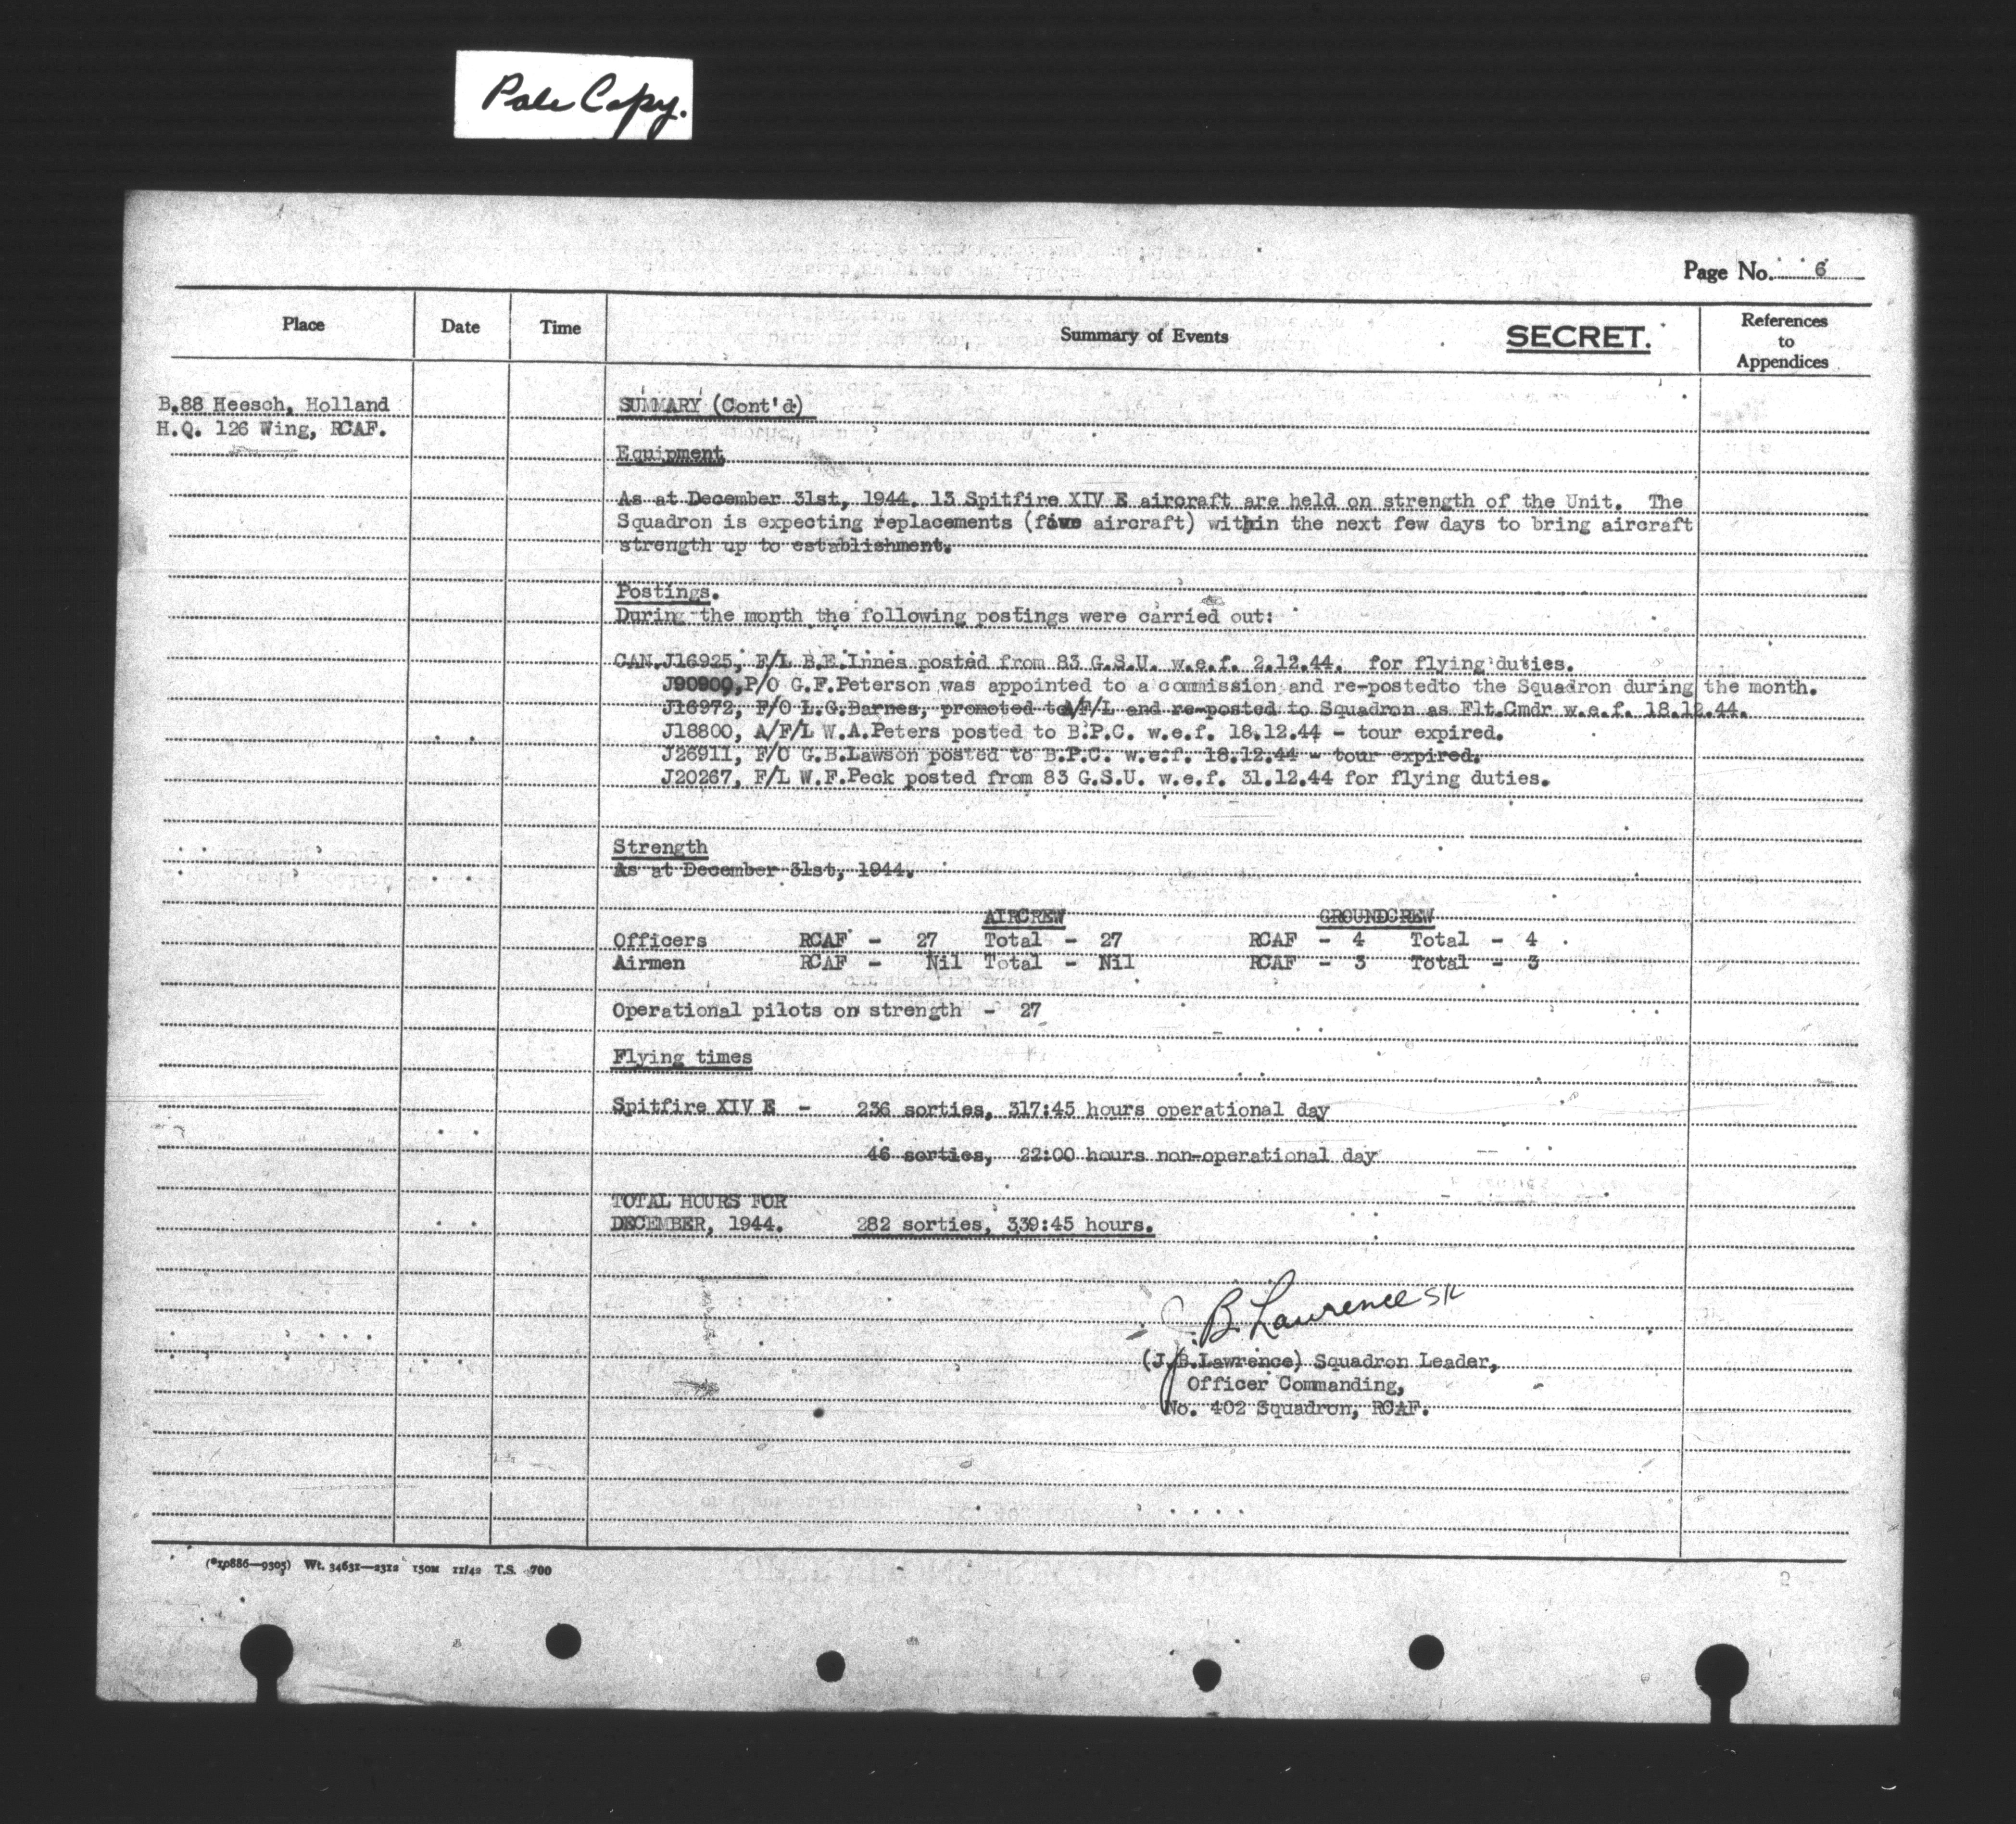 Pale Copy.
Page No. 6
Place Date Time Summary of Events SECRET. References to Appendices
B.88 Heesch, Holland
H.Q. 126 Wing, RCAF.
SUMMARY (Cont'd)
Equipment
As at December 31st, 1944. 13 Spitfire XIV E aircraft are held on strength of the Unit. The
Squadron is expecting replacements (five aircraft) within the next few days to bring aircraft
strength up to establishment.
Postings.
During the month the following postings were carried out:
CAN.J16925, F/L B.E.Innes posted from 83 G.S.U. w.e.f. 2.12.44. for flying duties.
J90909, P/O G.F.Peterson was appointed to a commission and re-postedto the Squadron during the month.
J16972, F/O L.G.Barnes, promoted to A/F/L and re-posted to Squadron as Flt.Cmdr w.e.f. 18.12.44.
J18800, A/F/L W.A.Peters posted to B.P.C. w.e.f. 18.12.44 - tour expired.
J26911, F/O G.B.Lawson posted to B.P.C. w.e.f. 18.12.44 - tour expired.
J20267, F/L W.F.Peck posted from 83 G.S.U. w.e.f. 31.12.44 for flying duties.
Strength
As at December 31st, 1944.
AIRCREW GROUNDCREW
Officers RCAF - 27 Total - 27 RCAF - 4 Total - 4
Airmen RCAF - Nil Total - Nil RCAF - 3 Total - 3
Operational pilots on strength - 27
Flying times
Spitfire XIV E - 236 sorties, 317:45 hours operational day
46 sorties, 22:00 hours non-operational day
TOTAL HOURS FOR
DECEMBER, 1944. 282 sorties, 339:45 hours.
J.B. Lawrence S/L
(J.B.Lawrence) Squadron Leader,
Officer Commanding,
No. 402 Squadron, RCAF.
(*10886—9305) Wt. 34631—2312 150M 11/42 T.S. 700